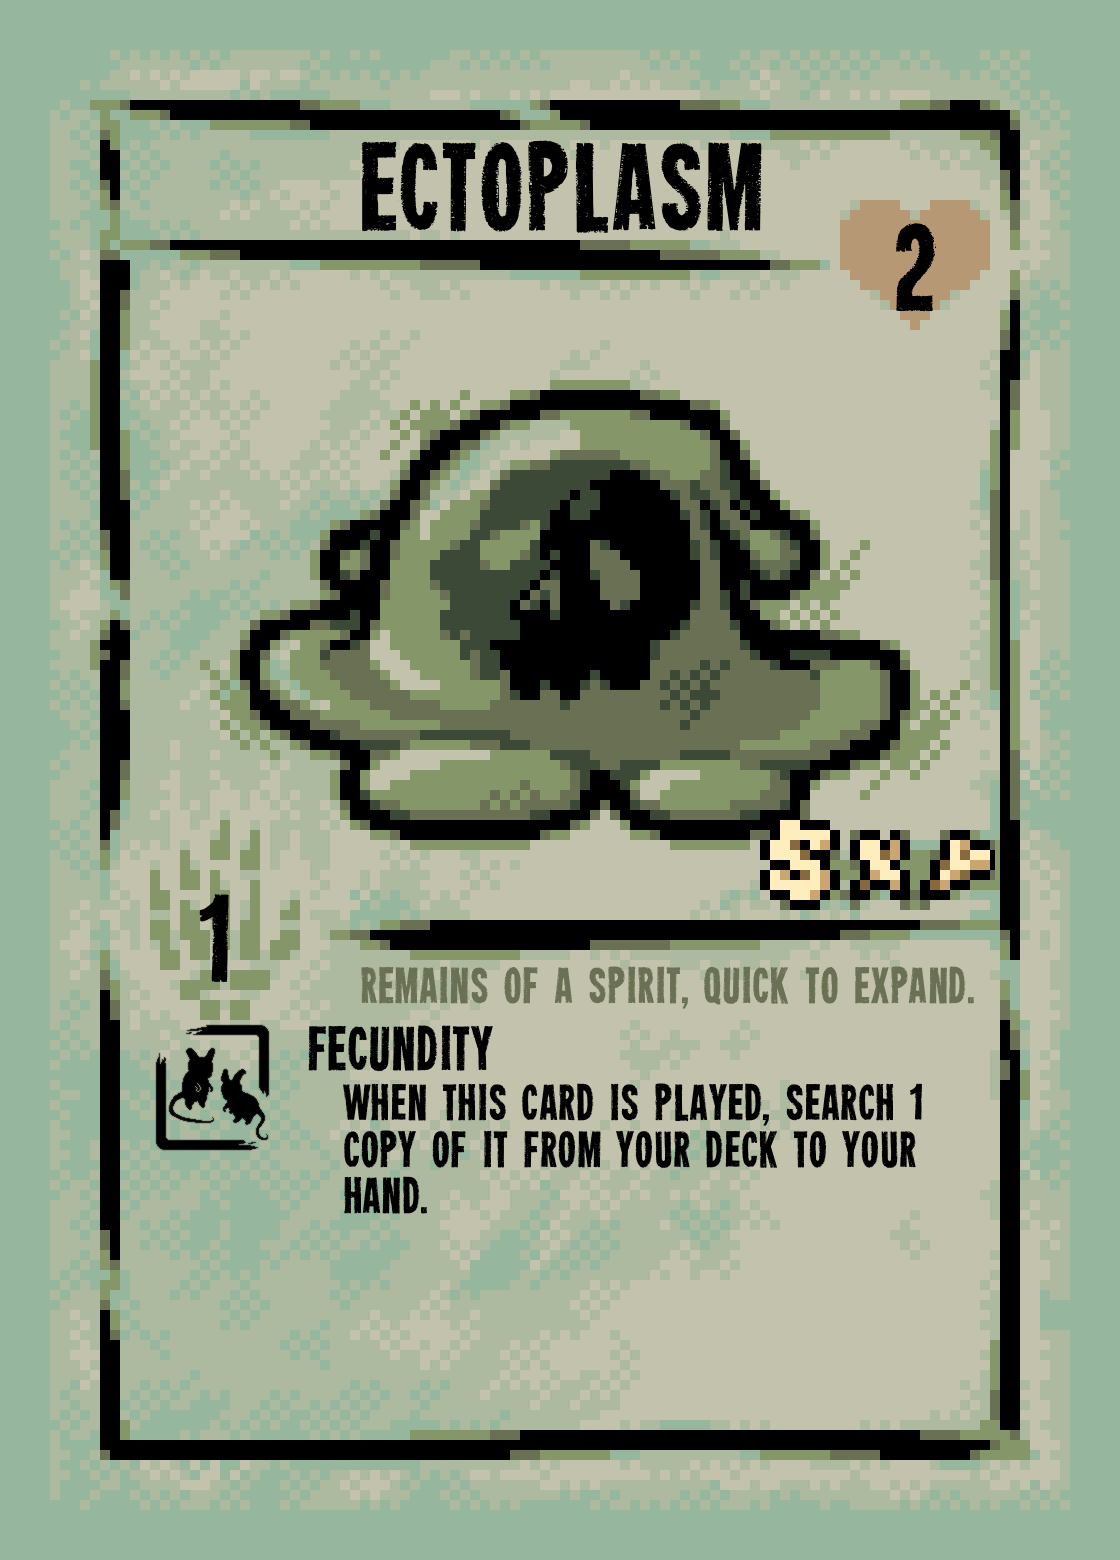 ECTOPLASM
2
5X
1
REMAINS OF A SPIRIT, QUICK TO EXPAND.
FECUNDITY
WHEN THIS CARD IS PLAYED, SEARCH 1
COPY OF IT FROM YOUR DECK TO YOUR
HAND.